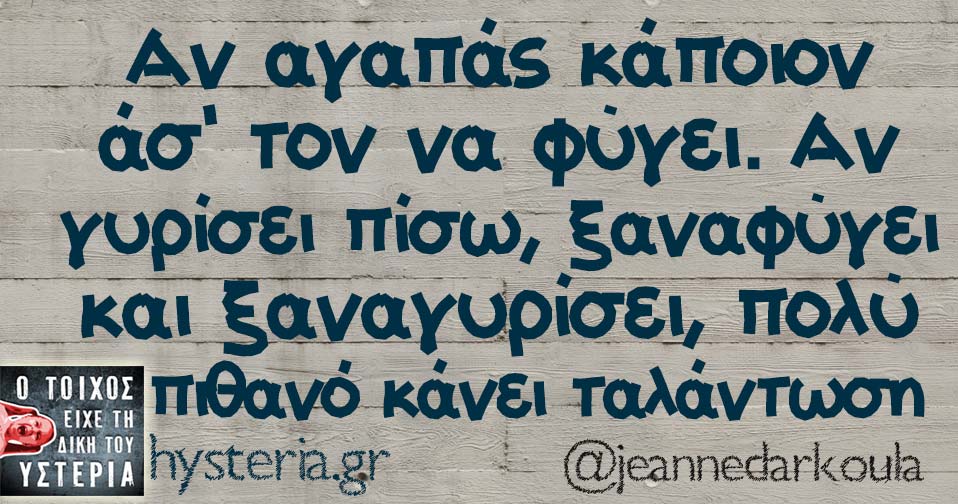 Αν αγαπάς κάποιον
άσ' τον να φύγει. Αν
γυρίσει πίσω, ξαναφύγει
και ξαναγυρίσει, πολύ
πιθανό κάνει ταλάντωση
Ο ΤΟΙΧΟΣ
ΕΙΧΕ ΤΗ
ΔΙΚΗ ΤΟΥ
ΥΣΤΕΡΙΑ
hysteria.gr
@jeannedarkoula